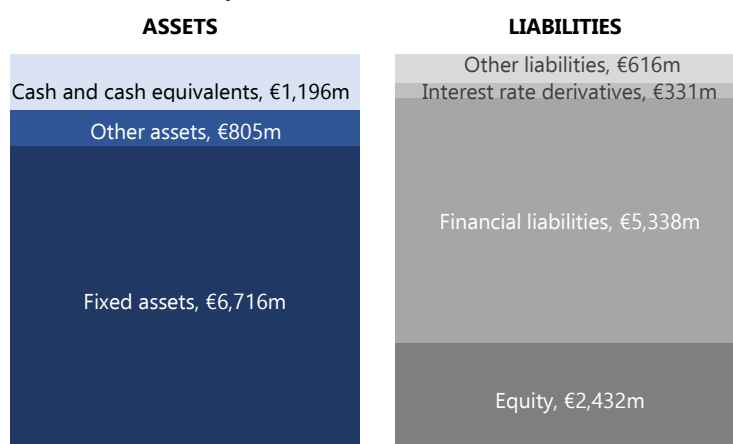 ASSETS
LIABILITIES
Cash and cash equivalents, €1,196m
Other assets, €805m
Fixed assets, €6,716m
Other liabilities, €616m
Interest rate derivatives, €331m
Financial liabilities, €5,338m
Equity, €2,432m